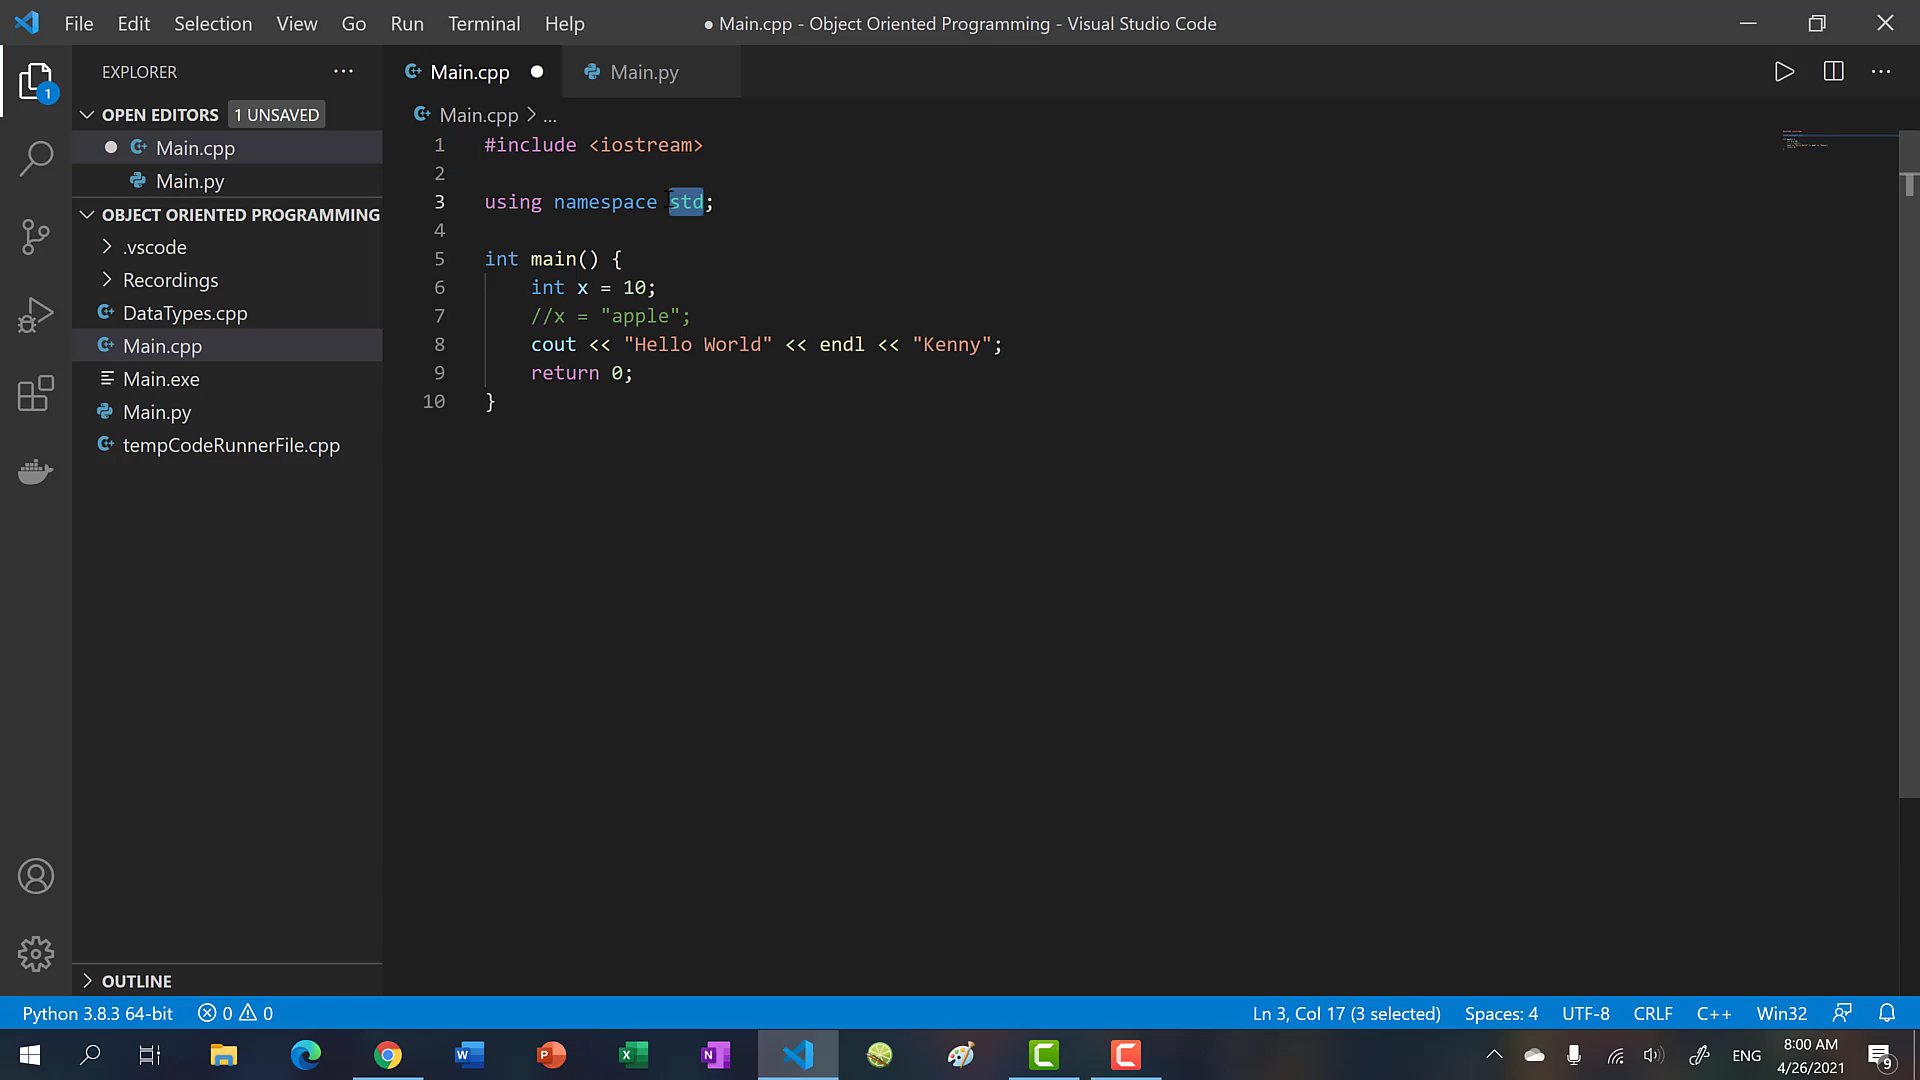 File Edit Selection View Go Run Terminal Help
● Main.cpp - Object Oriented Programming - Visual Studio Code
EXPLORER
1
OPEN EDITORS 1 UNSAVED
Main.cpp
Main.py
OBJECT ORIENTED PROGRAMMING
.vscode
Recordings
DataTypes.cpp
Main.cpp
Main.exe
Main.py
tempCodeRunnerFile.cpp
OUTLINE
Main.cpp Main.py
Main.cpp > ...
1 #include <iostream>
2
3 using namespace std;
4
5 int main() {
6 int x = 10;
7 //x = "apple";
8 cout << "Hello World" << endl << "Kenny";
9 return 0;
10 }
Python 3.8.3 64-bit 0 0 Ln 3, Col 17 (3 selected) Spaces: 4 UTF-8 CRLF C++ Win32
ENG
8:00 AM
4/26/2021
9